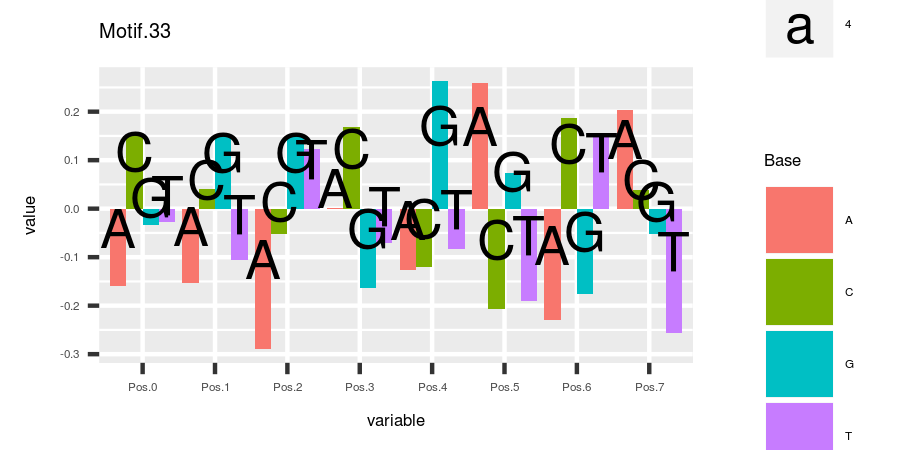 Motif.33
a 4
value
0.2
0.1
0.0
-0.1
-0.2
-0.3
A C G T A C G T A C G T A C G T A C G T A C G T A C G T A C G T
Pos.0 Pos.1 Pos.2 Pos.3 Pos.4 Pos.5 Pos.6 Pos.7
variable
Base
A
C
G
T